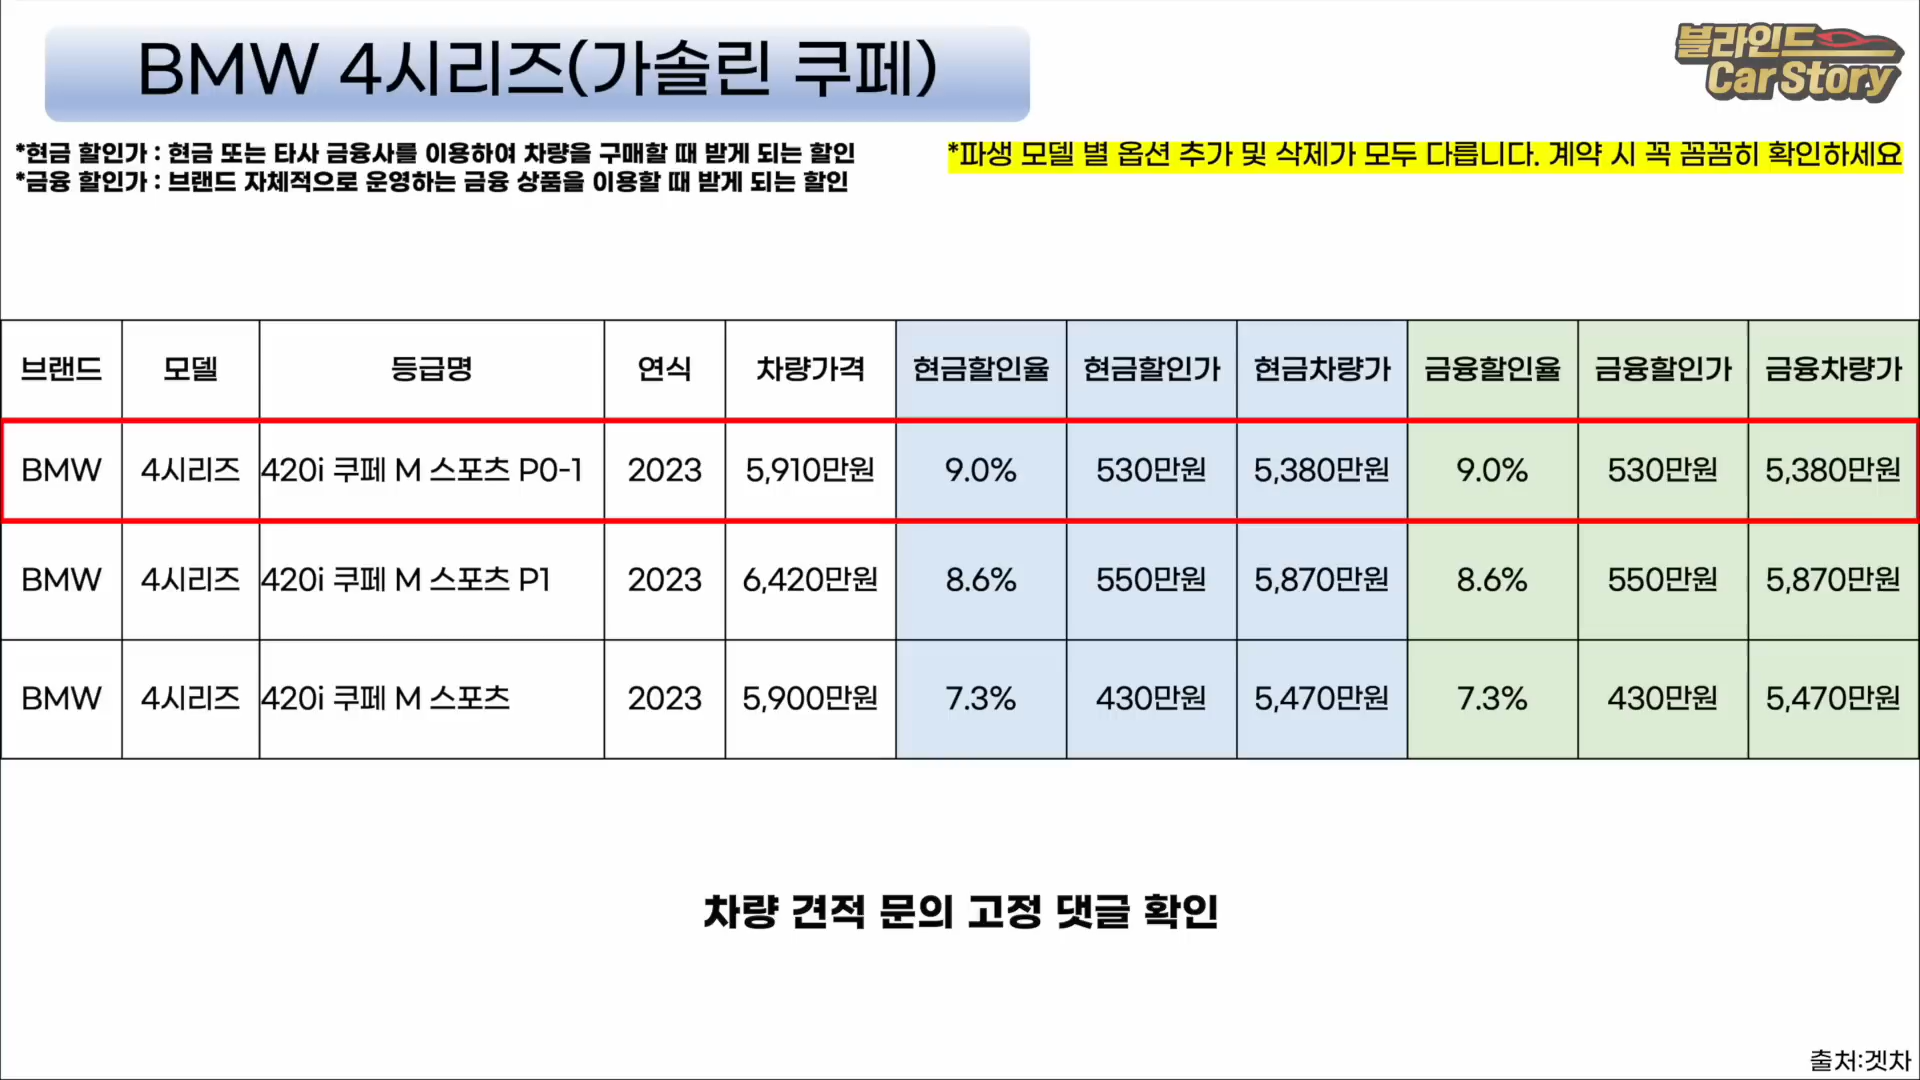 BMW 4시리즈(가솔린 쿠페)
블라인드
Car Story
*현금 할인가 : 현금 또는 타사 금융사를 이용하여 차량을 구매할 때 받게 되는 할인
*금융 할인가 : 브랜드 자체적으로 운영하는 금융 상품을 이용할 때 받게 되는 할인
*파생 모델 별 옵션 추가 및 삭제가 모두 다릅니다. 계약 시 꼭 꼼꼼히 확인하세요
브랜드 모델 등급명 연식 차량가격 현금할인율 현금할인가 현금차량가 금융할인율 금융할인가 금융차량가
BMW 4시리즈 420i 쿠페 M 스포츠 P0-1 2023 5,910만원 9.0% 530만원 5,380만원 9.0% 530만원 5,380만원
BMW 4시리즈 420i 쿠페 M 스포츠 P1 2023 6,420만원 8.6% 550만원 5,870만원 8.6% 550만원 5,870만원
BMW 4시리즈 420i 쿠페 M 스포츠 2023 5,900만원 7.3% 430만원 5,470만원 7.3% 430만원 5,470만원
차량 견적 문의 고정 댓글 확인
출처:겟차